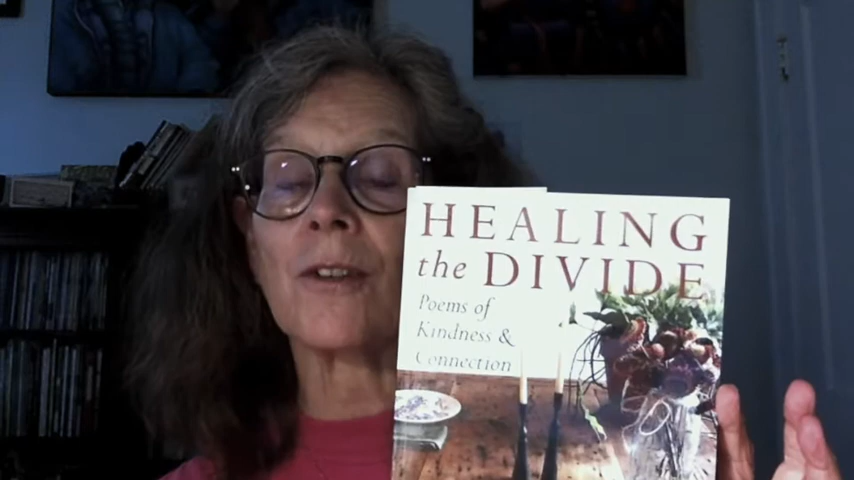 HEALING
the DIVIDE
Poems of
Kindness &
Connection